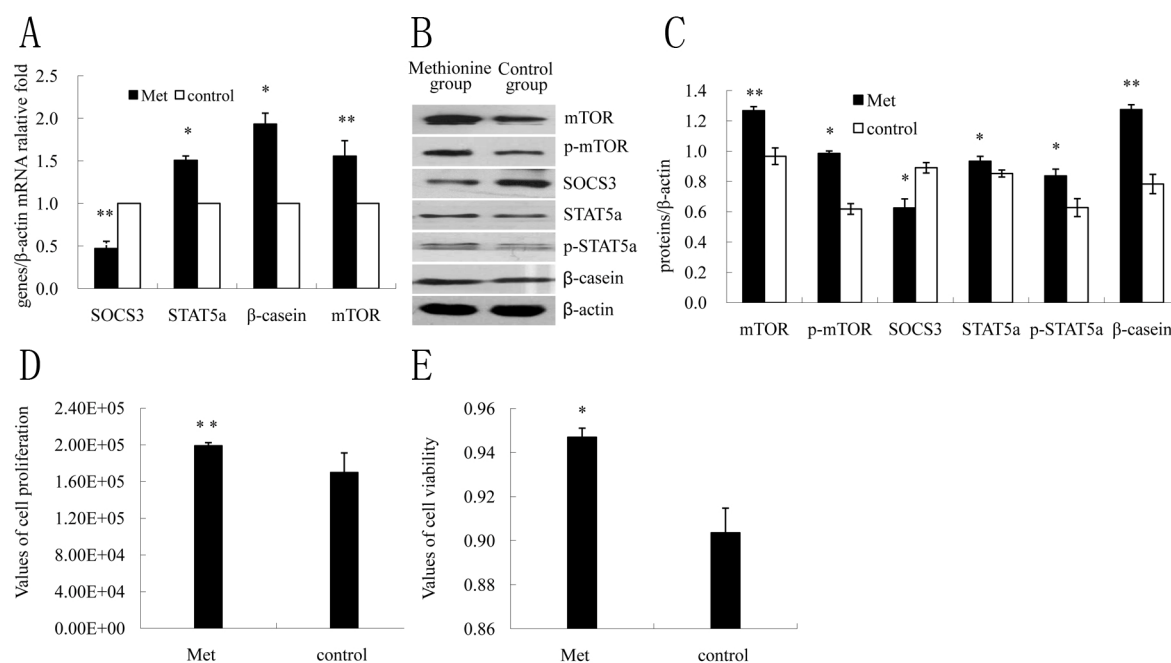 A
genes/β-actin mRNA ralative fold
2.5
2.0
1.5
1.0
0.5
0.0
Met
control
**
*
*
**
SOCS3
STAT5a
β-casein
mTOR
B
Methionine group
Control group
mTOR
p-mTOR
SOCS3
STAT5a
p-STAT5a
β-casein
β-actin
C
proteins/β-actin
1.4
1.2
1.0
0.8
0.6
0.4
0.2
0.0
Met
control
**
*
*
*
*
**
mTOR
p-mTOR
SOCS3
STAT5a
p-STAT5a
β-casein
D
Values of cell proliferation
2.40E+05
2.00E+05
1.60E+05
1.20E+05
8.00E+04
4.00E+04
0.00E+00
* *
Met
control
E
Values of cell viability
0.96
0.94
0.92
0.90
0.88
0.86
*
Met
control